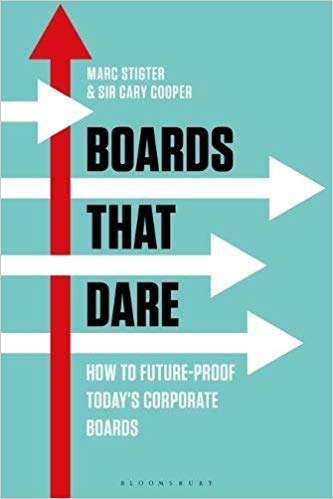 MARC STIGTER
& SIR CARY COOPER
BOARDS
THAT
DARE
HOW TO FUTURE-PROOF
TODAY'S CORPORATE
BOARDS
BLOOMSBURY